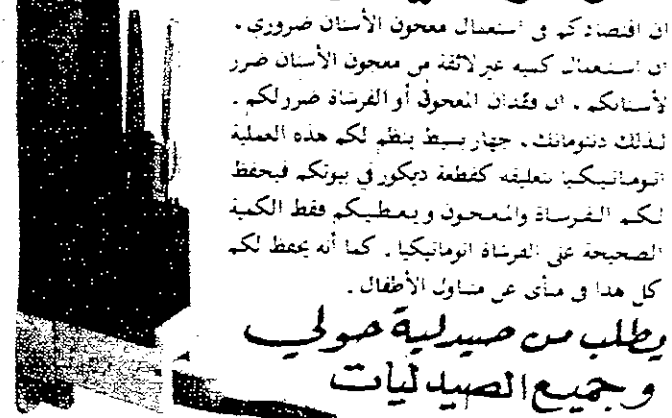 ان اقتصادكم في استعمال معجون الأسنان ضروري .
ان استعمال كمية غير لائقة من معجون الأسنان ضرر
لأسنانكم . ان فقدان المعجون أو الفرشاة ضرر لكم .
لذلك دنتومانك . جهاز بسيط ينظم لكم هذه العملية
اتوماتيكيا بتعليقه كقطعة ديكور في بيوتكم فيحفظ
لكم الفرشاة والمعجون ويعطيكم فقط الكمية
الصحيحة على الفرشاة اتوماتيكيا . كما أنه يحفظ لكم
كل هذا في منأى عن متناول الأطفال .
يطلب من صيدلية حولي
وجميع الصيدليات